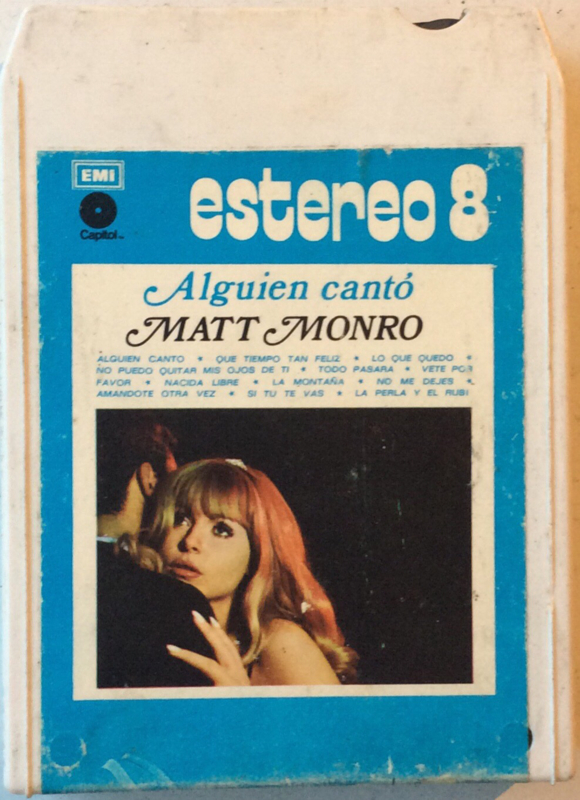 EMI
Capitol
estereo 8
Alguien cantó
MATT MONRO
ALGUIEN CANTO * QUE TIEMPO TAN FELIZ * LO QUE QUEDO *
NO PUEDO QUITAR MIS OJOS DE TI * TODO PASARA * VETE POR
FAVOR * NACIDA LIBRE * LA MONTAÑA * NO ME DEJES *
AMANDOTE OTRA VEZ * SI TU TE VAS * LA PERLA Y EL RUBI